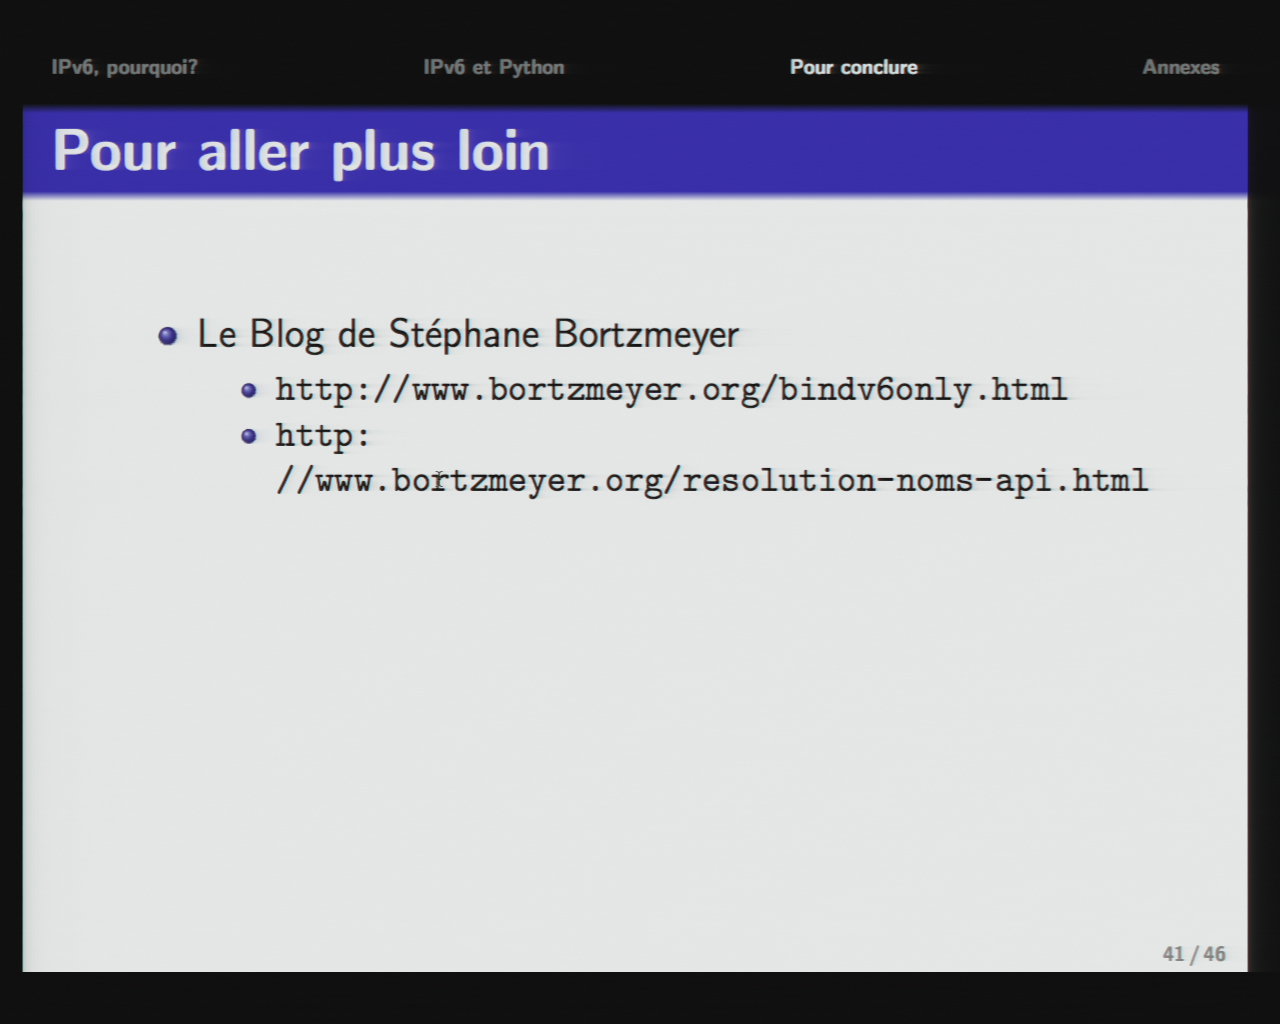 IPv6, pourquoi?
IPv6 et Python
Pour conclure
Annexes
Pour aller plus loin
Le Blog de Stéphane Bortzmeyer
http://www.bortzmeyer.org/bindv6only.html
http:
//www.bortzmeyer.org/resolution-noms-api.html
41 / 46